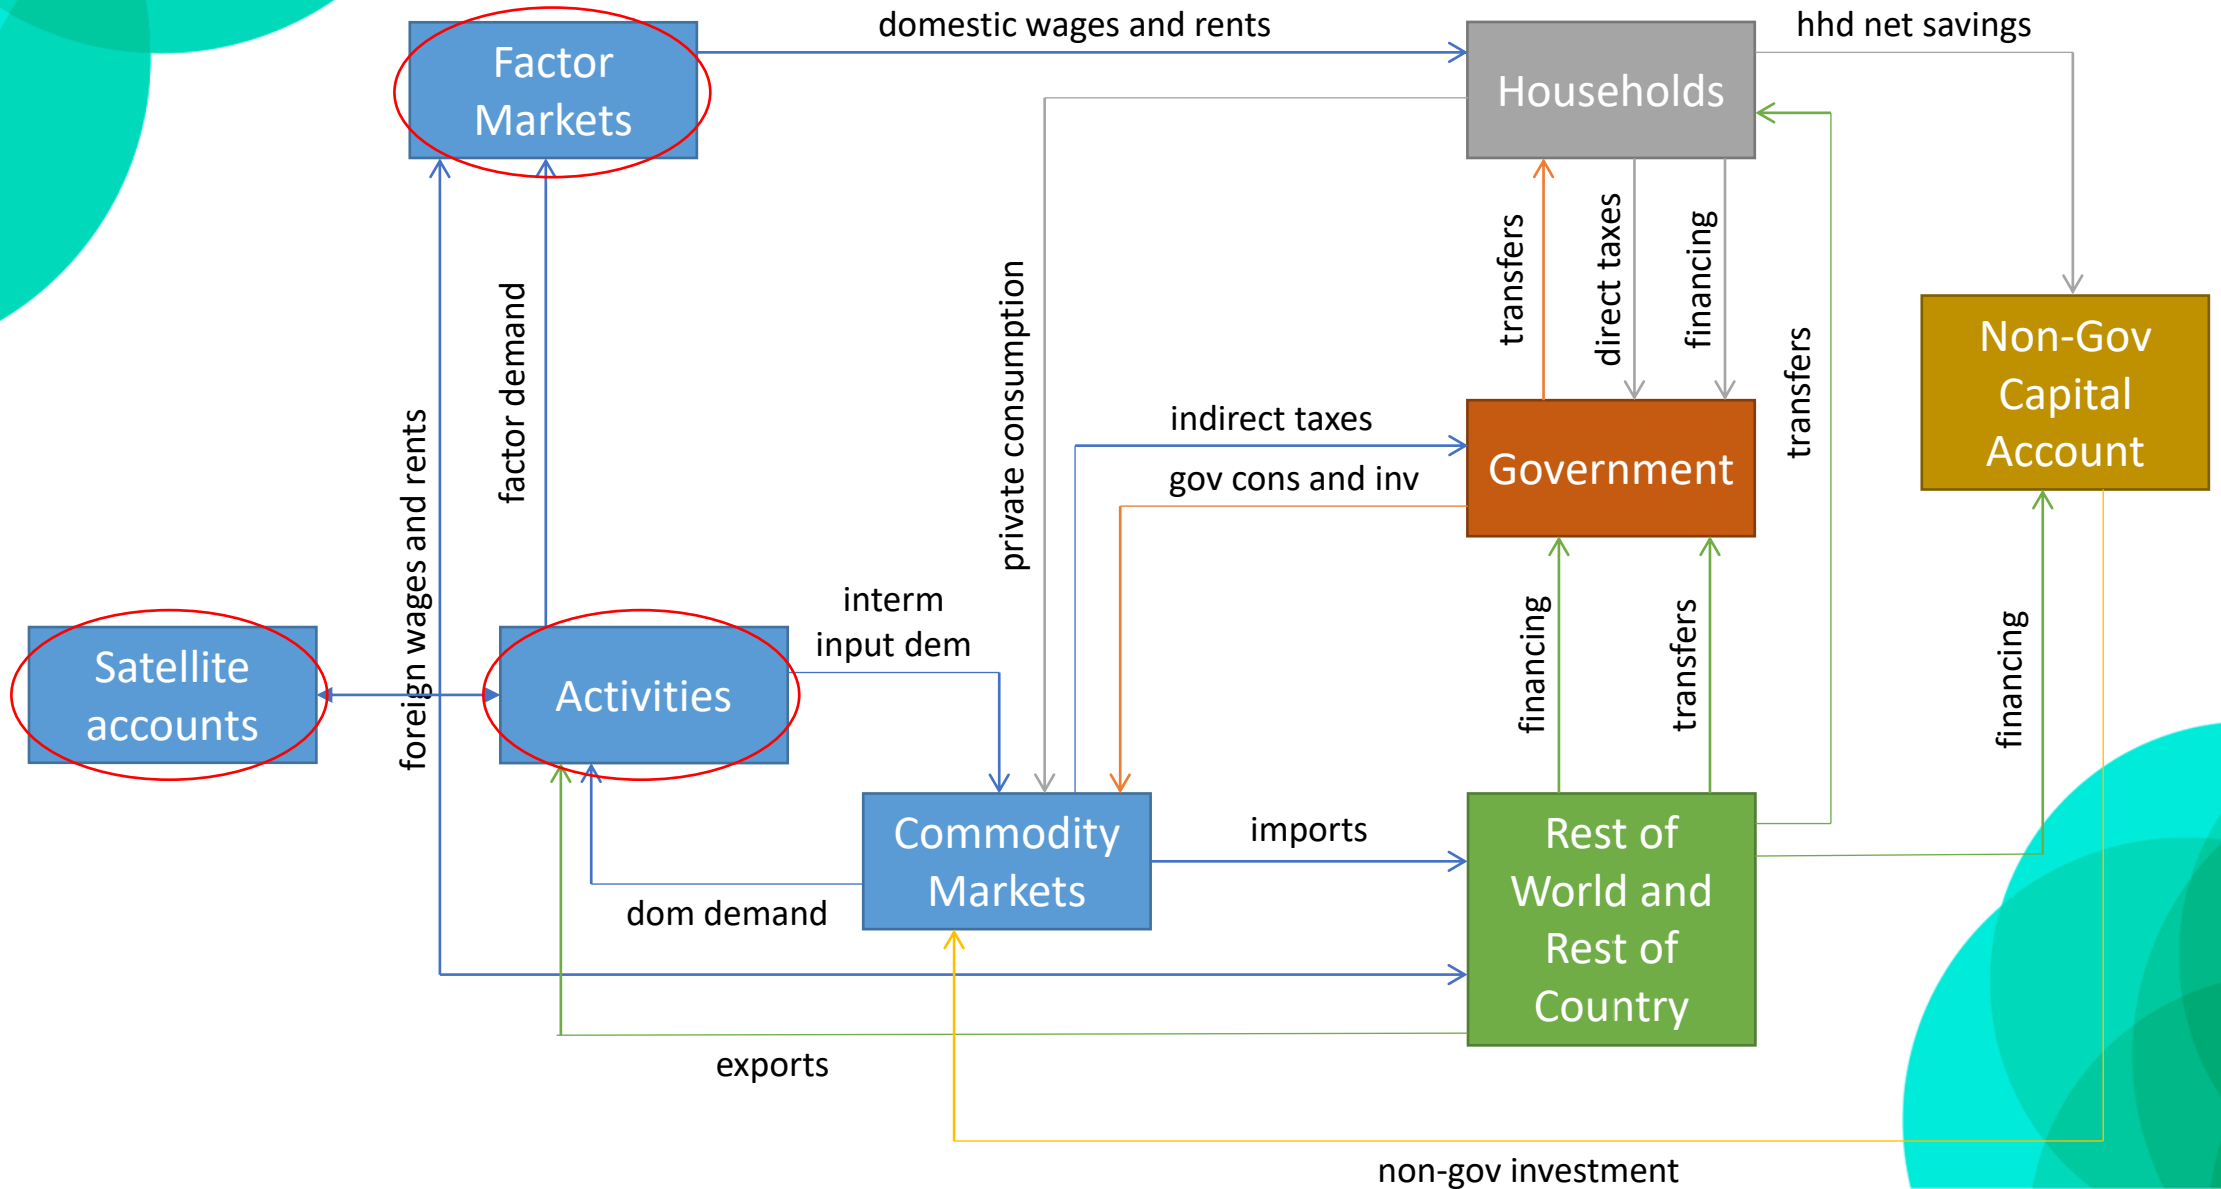 domestic wages and rents
hhd net savings
Factor
Markets
Households
transfers
direct taxes
financing
transfers
private consumption
factor demand
foreign wages and rents
Non-Gov
Capital
Account
indirect taxes
gov cons and inv
Government
interm
input dem
financing
transfers
financing
Satellite
accounts
Activities
Commodity
Markets
imports
dom demand
Rest of
World and
Rest of
Country
exports
non-gov investment